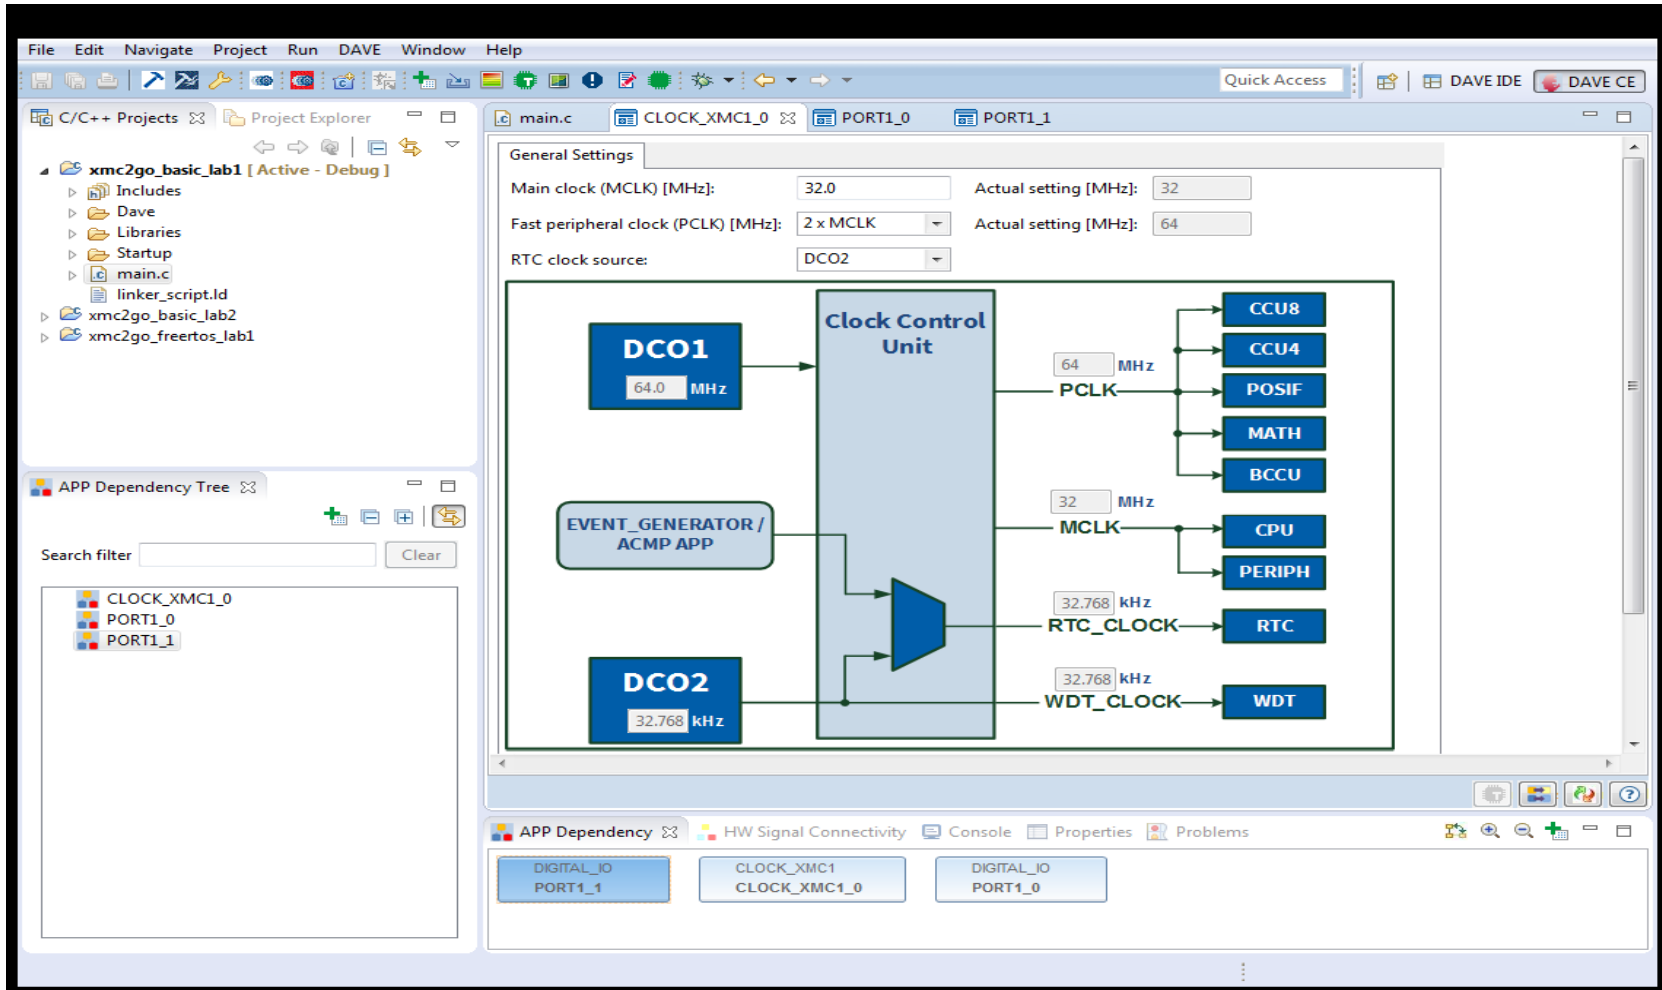 File Edit Navigate Project Run DAVE Window Help
Quick Access DAVE IDE DAVE CE
C/C++ Projects Project Explorer
xmc2go_basic_lab1 [ Active - Debug ]
Includes
Dave
Libraries
Startup
main.c
linker_script.ld
xmc2go_basic_lab2
xmc2go_freertos_lab1
APP Dependency Tree
Search filter Clear
CLOCK_XMC1_0
PORT1_0
PORT1_1
main.c CLOCK_XMC1_0 PORT1_0 PORT1_1
General Settings
Main clock (MCLK) [MHz]: 32.0 Actual setting [MHz]: 32
Fast peripheral clock (PCLK) [MHz]: 2 x MCLK Actual setting [MHz]: 64
RTC clock source: DCO2
DCO1
64.0 MHz
EVENT_GENERATOR /
ACMP APP
DCO2
32.768 kHz
Clock Control
Unit
64 MHz
PCLK
32 MHz
MCLK
32.768 kHz
RTC_CLOCK
32.768 kHz
WDT_CLOCK
CCU8
CCU4
POSIF
MATH
BCCU
CPU
PERIPH
RTC
WDT
APP Dependency HW Signal Connectivity Console Properties Problems
DIGITAL_IO
PORT1_1
CLOCK_XMC1
CLOCK_XMC1_0
DIGITAL_IO
PORT1_0